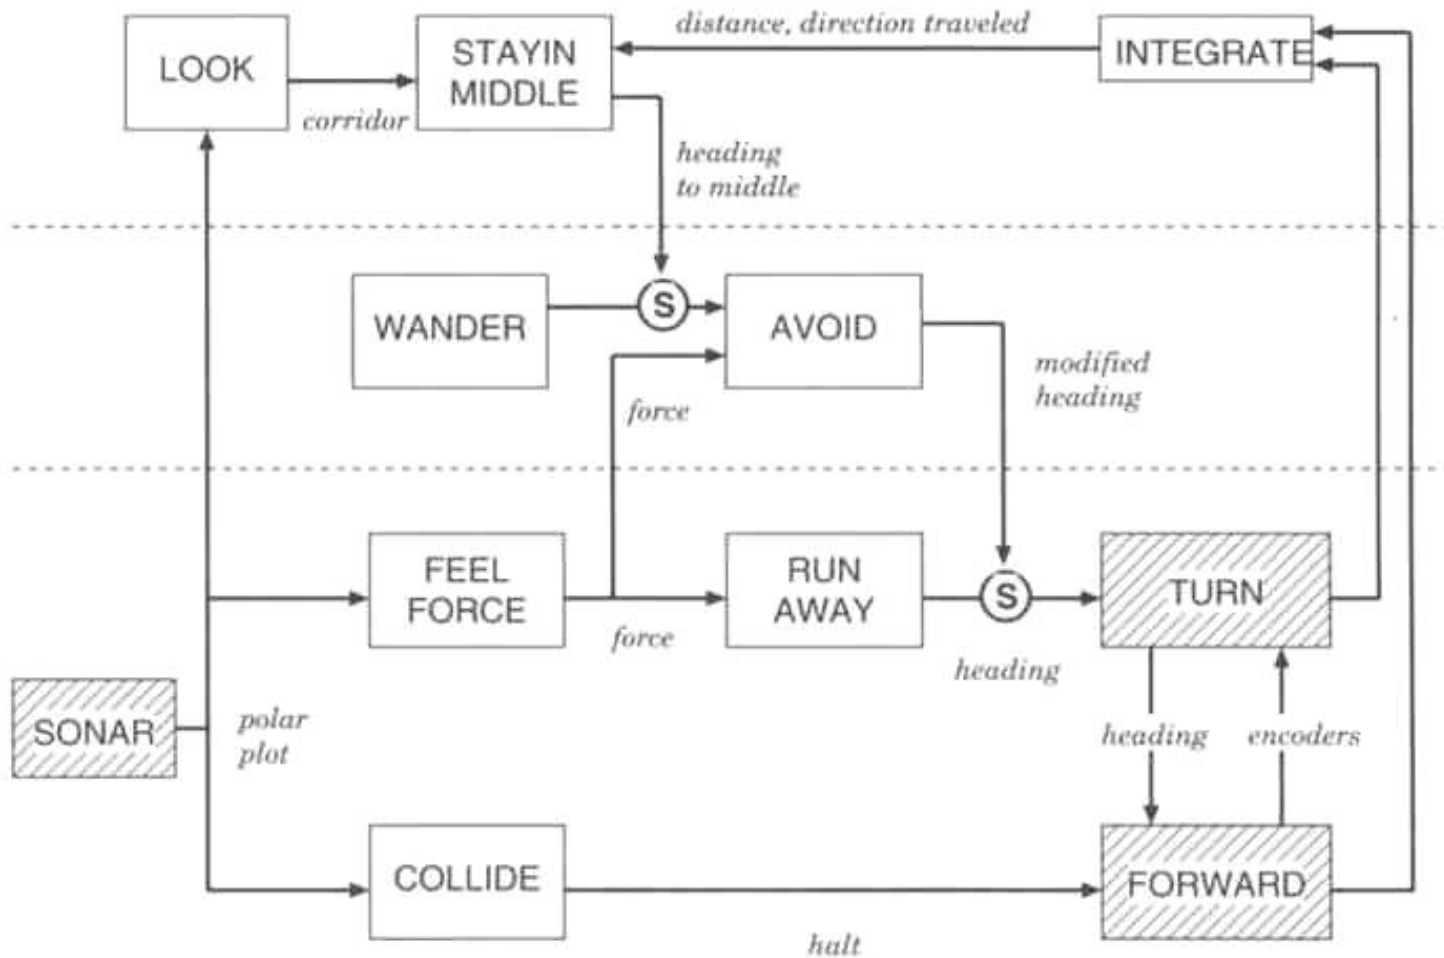 LOOK
corridor
STAYIN
MIDDLE
distance, direction traveled
INTEGRATE
heading
to middle
WANDER
S
AVOID
modified
heading
force
FEEL
FORCE
force
RUN
AWAY
S
heading
TURN
SONAR
polar
plot
heading
encoders
COLLIDE
halt
FORWARD